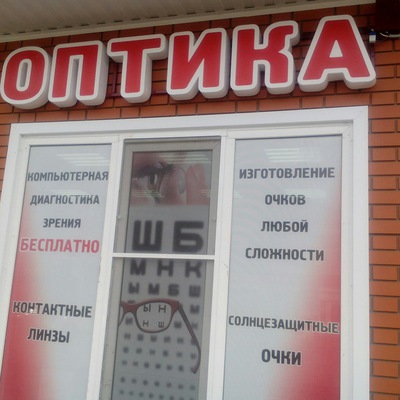 ОПТИКА
КОМПЬЮТЕРНАЯ
ДИАГНОСТИКА
ЗРЕНИЯ
БЕСПЛАТНО
КОНТАКТНЫЕ
ЛИНЗЫ
Ш Б
М Н К
Ы М Б Ш
Ы Н
Н Ш
ИЗГОТОВЛЕНИЕ
ОЧКОВ
ЛЮБОЙ
СЛОЖНОСТИ
СОЛНЦЕЗАЩИТНЫЕ
ОЧКИ